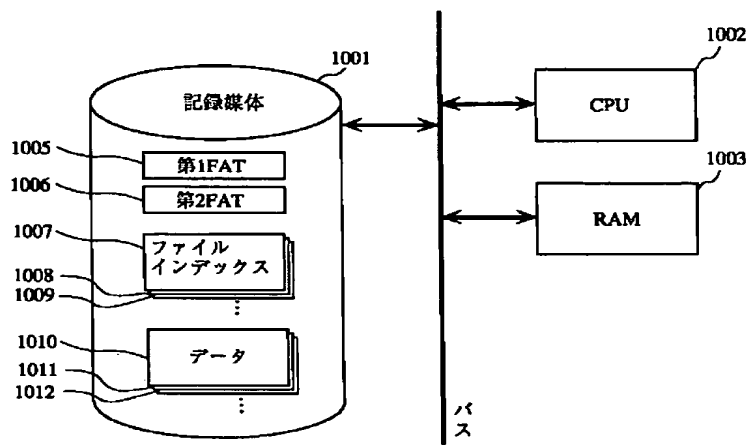 1001
記録媒体
1005
第1FAT
1006
第2FAT
1007
ファイル
インデックス
1008
1009
⋮
1010
データ
1011
1012
⋮
バス
1002
CPU
1003
RAM